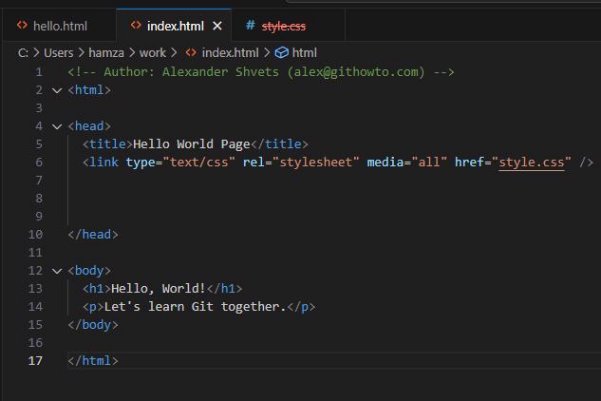 hello.html index.html # style.css
C: > Users > hamza > work > index.html > html
1 <!-- Author: Alexander Shvets (alex@githowto.com) -->
2 <html>
3
4 <head>
5 <title>Hello World Page</title>
6 <link type="text/css" rel="stylesheet" media="all" href="style.css" />
7
8
9
10 </head>
11
12 <body>
13 <h1>Hello, World!</h1>
14 <p>Let's learn Git together.</p>
15 </body>
16
17 </html>